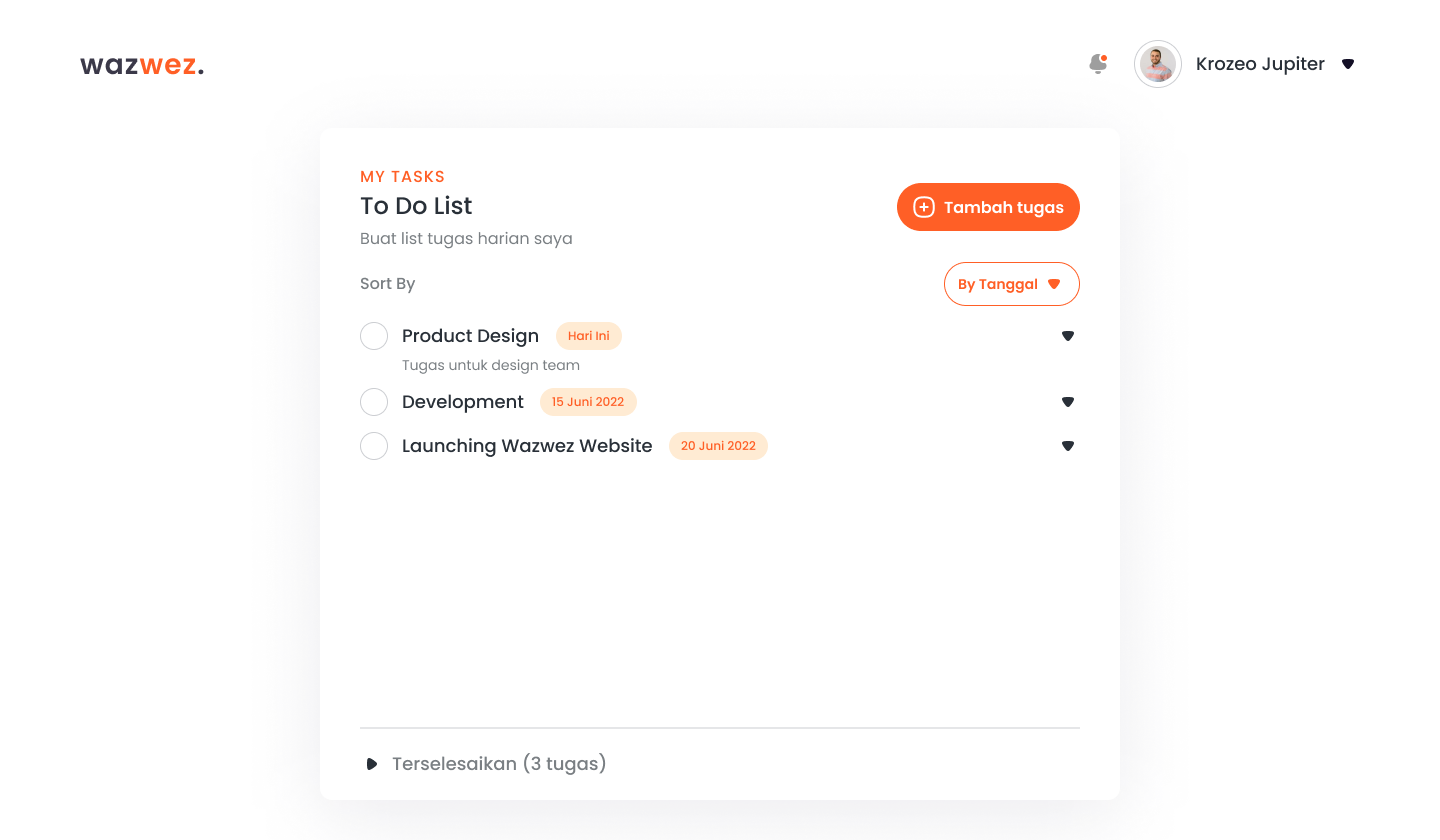 wazwez.
Krozeo Jupiter
MY TASKS
To Do List
Buat list tugas harian saya
Tambah tugas
Sort By
By Tanggal
Product Design Hari Ini
Tugas untuk design team
Development 15 Juni 2022
Launching Wazwez Website 20 Juni 2022
Terselesaikan (3 tugas)